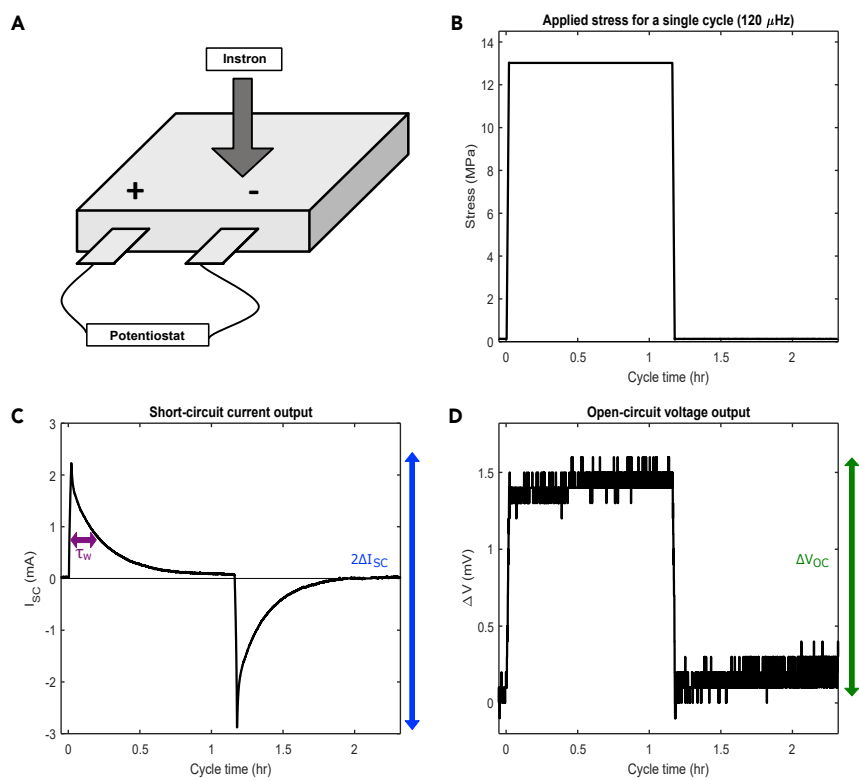 A
Instron
+
-
Potentiostat
B
Applied stress for a single cycle (120 μHz)
Stress (MPa)
14
12
10
8
6
4
2
0
0
0.5
1
1.5
2
Cycle time (hr)
C
Short-circuit current output
I_SC (mA)
3
2
1
0
-1
-2
-3
τ_w
2ΔI_SC
0
0.5
1
1.5
2
Cycle time (hr)
D
Open-circuit voltage output
Δ V (mV)
1.5
1
0.5
0
ΔV_OC
0
0.5
1
1.5
2
Cycle time (hr)